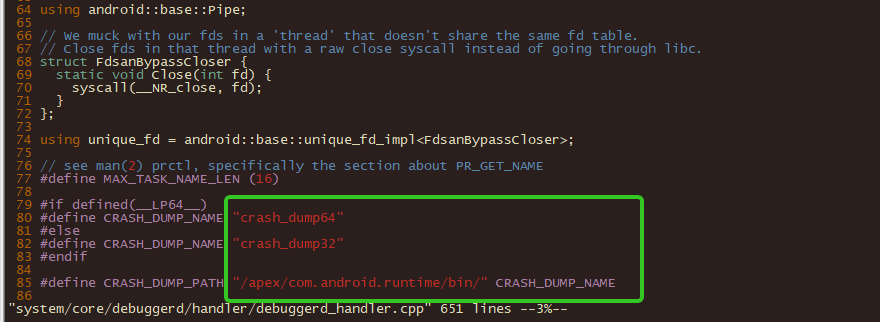 64 using android::base::Pipe;
65
66 // We muck with our fds in a 'thread' that doesn't share the same fd table.
67 // Close fds in that thread with a raw close syscall instead of going through libc.
68 struct FdsanBypassCloser {
69   static void Close(int fd) {
70     syscall(__NR_close, fd);
71   }
72 };
73
74 using unique_fd = android::base::unique_fd_impl<FdsanBypassCloser>;
75
76 // see man(2) prctl, specifically the section about PR_GET_NAME
77 #define MAX_TASK_NAME_LEN (16)
78
79 #if defined(__LP64__)
80 #define CRASH_DUMP_NAME "crash_dump64"
81 #else
82 #define CRASH_DUMP_NAME "crash_dump32"
83 #endif
84
85 #define CRASH_DUMP_PATH "/apex/com.android.runtime/bin/" CRASH_DUMP_NAME
86
"system/core/debuggerd/handler/debuggerd_handler.cpp" 651 lines --3%--